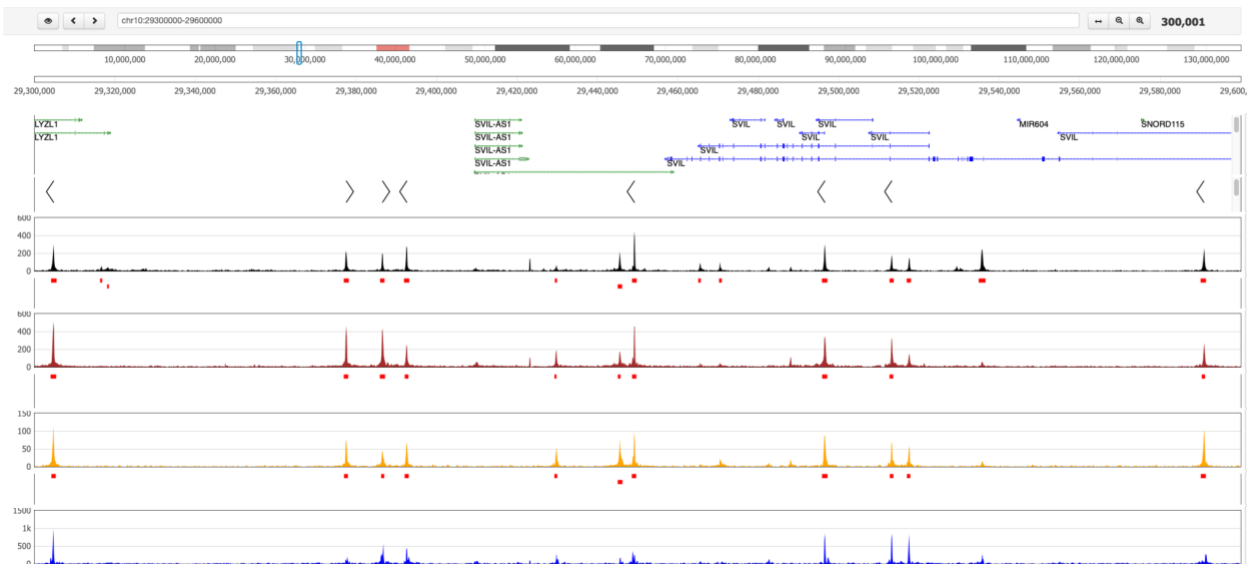 chr10:29300000-29600000 300,001
10,000,000 20,000,000 30,000,000 40,000,000 50,000,000 60,000,000 70,000,000 80,000,000 90,000,000 100,000,000 110,000,000 120,000,000 130,000,000
29,300,000 29,320,000 29,340,000 29,360,000 29,380,000 29,400,000 29,420,000 29,440,000 29,460,000 29,480,000 29,500,000 29,520,000 29,540,000 29,560,000 29,580,000 29,600,
LYZL1 SVIL-AS1 SVIL SVIL SVIL MIR604 SNORD115
LYZL1 SVIL-AS1 SVIL SVIL SVIL
SVIL-AS1 SVIL
SVIL-AS1 SVIL
600
400
200
0
600
400
200
0
150
100
50
0
1500
1k
500
0